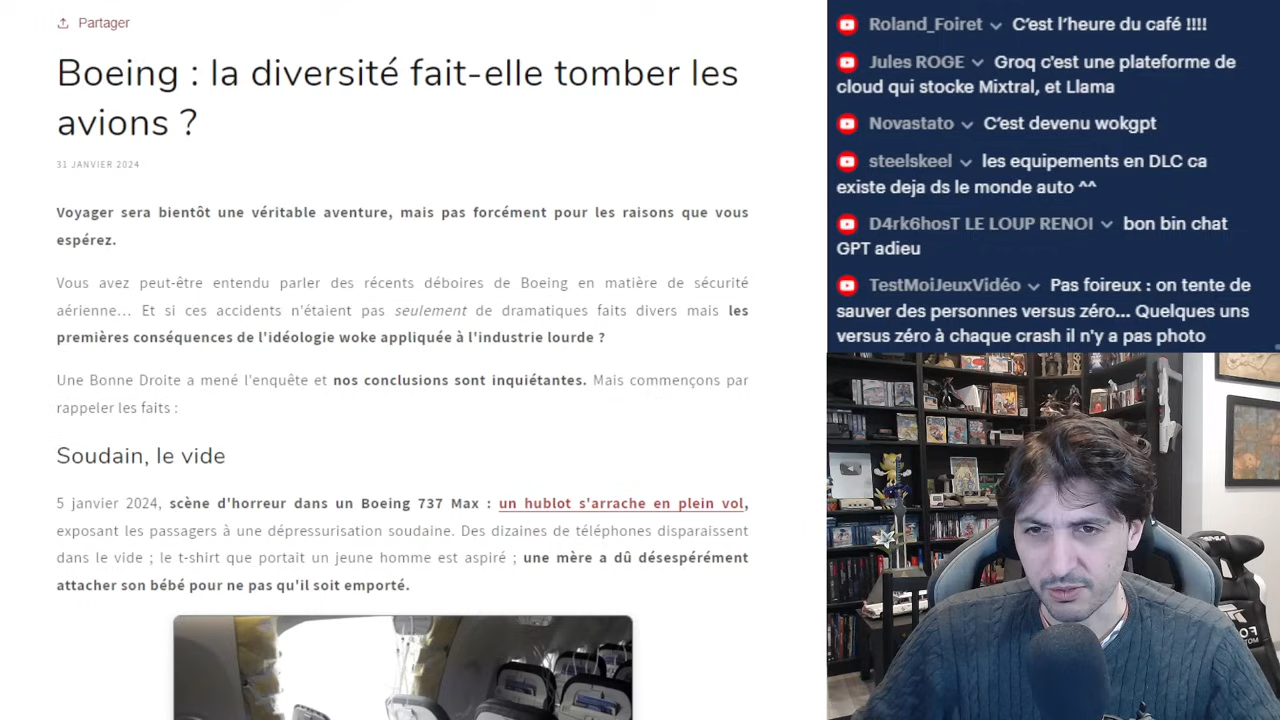 Partager
Boeing : la diversité fait-elle tomber les
avions ?
31 JANVIER 2024
Voyager sera bientôt une véritable aventure, mais pas forcément pour les raisons que vous
espérez.
Vous avez peut-être entendu parler des récents déboires de Boeing en matière de sécurité
aérienne... Et si ces accidents n'étaient pas seulement de dramatiques faits divers mais les
premières conséquences de l'idéologie woke appliquée à l'industrie lourde ?
Une Bonne Droite a mené l'enquête et nos conclusions sont inquiétantes. Mais commençons par
rappeler les faits :
Soudain, le vide
5 janvier 2024, scène d'horreur dans un Boeing 737 Max : un hublot s'arrache en plein vol,
exposant les passagers à une dépressurisation soudaine. Des dizaines de téléphones disparaissent
dans le vide ; le t-shirt que portait un jeune homme est aspiré ; une mère a dû désespérément
attacher son bébé pour ne pas qu'il soit emporté.
Roland_Foiret C'est l'heure du café !!!!
Jules ROGE Groq c'est une plateforme de
cloud qui stocke Mixtral, et Llama
Novastato C'est devenu wokgpt
steelskeel les equipements en DLC ca
existe deja ds le monde auto ^^
D4rk6hosT LE LOUP RENOI bon bin chat
GPT adieu
TestMoiJeuxVidéo Pas foireux : on tente de
sauver des personnes versus zéro... Quelques uns
versus zéro à chaque crash il n'y a pas photo